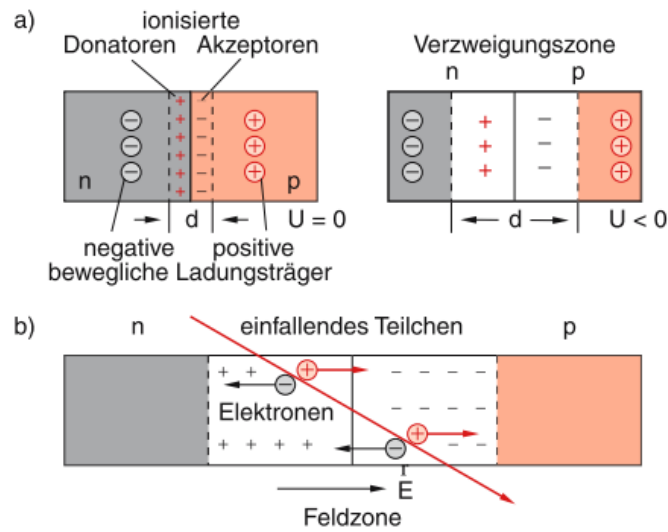 a)
ionisierte
Donatoren Akzeptoren
n
p
d
U = 0
negative positive
bewegliche Ladungsträger
Verzweigungszone
n p
d
U < 0
b)
n einfallendes Teilchen p
Elektronen
E
Feldzone